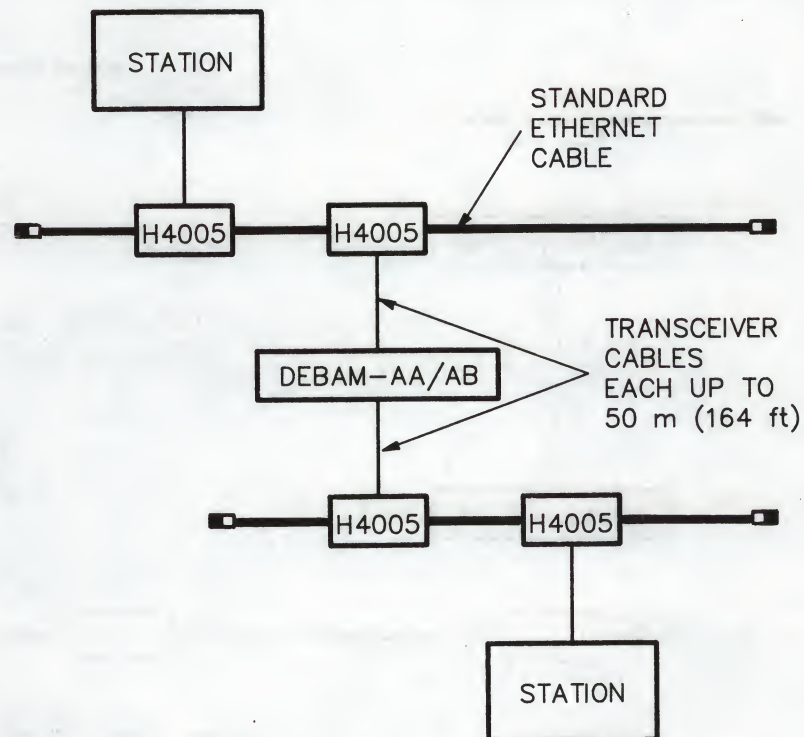 STATION
STANDARD
ETHERNET
CABLE
H4005
H4005
TRANSCEIVER
CABLES
EACH UP TO
50 m (164 ft)
DEBAM-AA/AB
H4005
H4005
STATION